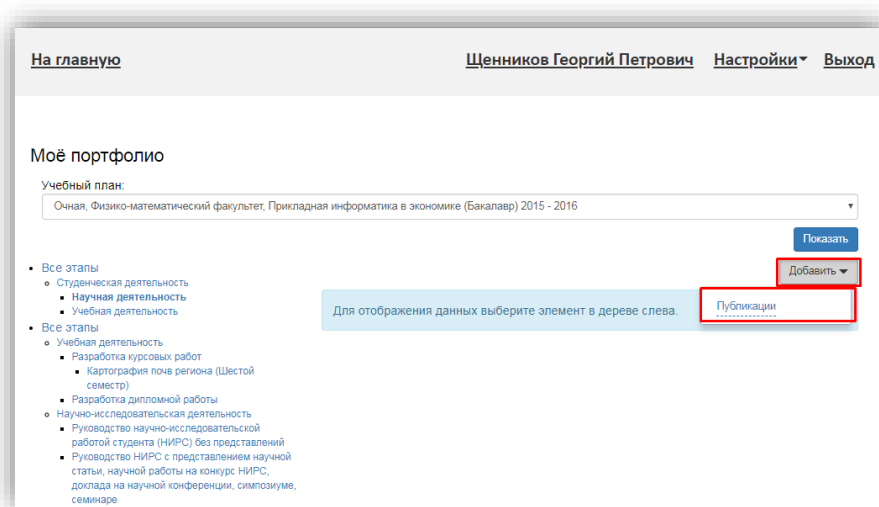 На главную
Щенников Георгий Петрович Настройки Выход
Моё портфолио
Учебный план:
Очная, Физико-математический факультет, Прикладная информатика в экономике (Бакалавр) 2015 - 2016
Показать
Добавить
Публикации
Для отображения данных выберите элемент в дереве слева.
Все этапы
Студенческая деятельность
Научная деятельность
Учебная деятельность
Все этапы
Учебная деятельность
Разработка курсовых работ
Картография почв региона (Шестой
семестр)
Разработка дипломной работы
Научно-исследовательская деятельность
Руководство научно-исследовательской
работой студента (НИРС) без представлений
Руководство НИРС с представлением научной
статьи, научной работы на конкурс НИРС,
доклада на научной конференции, симпозиуме,
семинаре